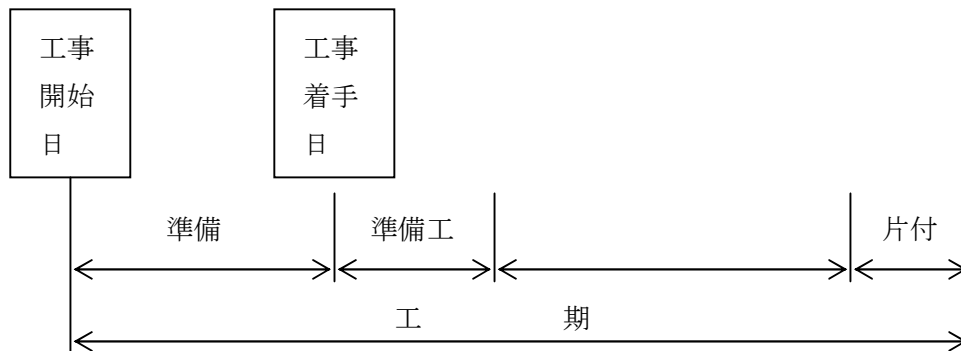 工事
開始
日
工事
着手
日
準備
準備工
片付
工　期